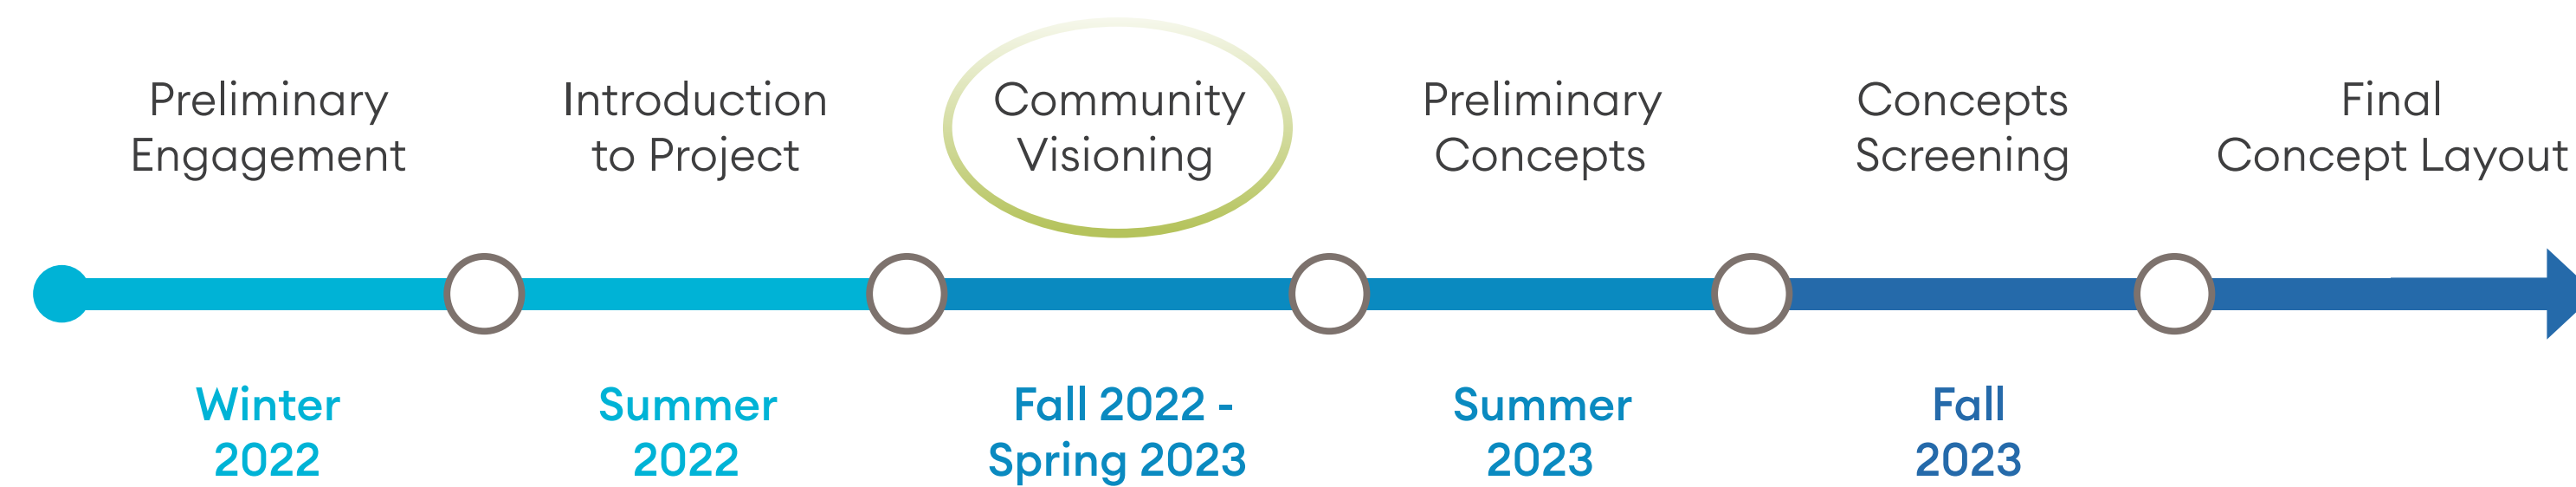 Preliminary
Engagement
Introduction
to Project
Community
Visioning
Preliminary
Concepts
Concepts
Screening
Final
Concept Layout
Winter
2022
Summer
2022
Fall 2022 -
Spring 2023
Summer
2023
Fall
2023